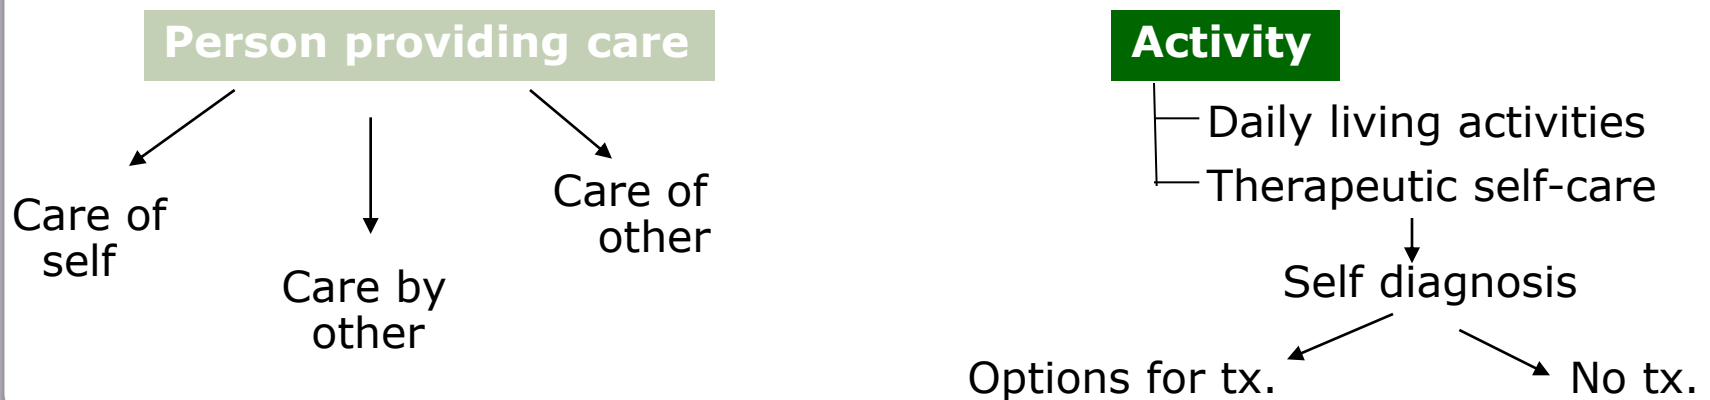 Person providing care
Care of
self
Care by
other
Care of
other
Activity
Daily living activities
Therapeutic self-care
Self diagnosis
Options for tx.
No tx.